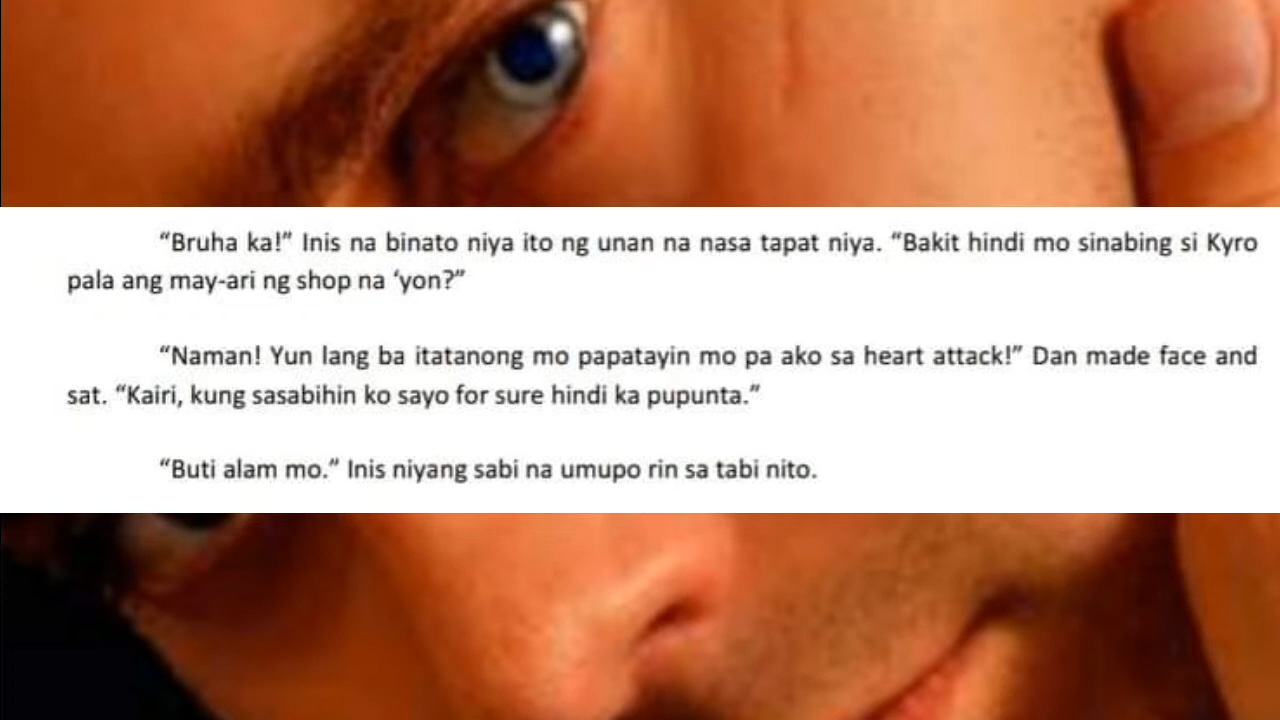 “Bruha ka!” Inis na binato niya ito ng unan na nasa tapat niya. “Bakit hindi mo sinabing si Kyro
pala ang may-ari ng shop na ‘yon?”
“Naman! Yun lang ba itatanong mo papatayin mo pa ako sa heart attack!” Dan made face and
sat. “Kairi, kung sasabihin ko sayo for sure hindi ka pupunta.”
“Buti alam mo.” Inis niyang sabi na umupo rin sa tabi nito.